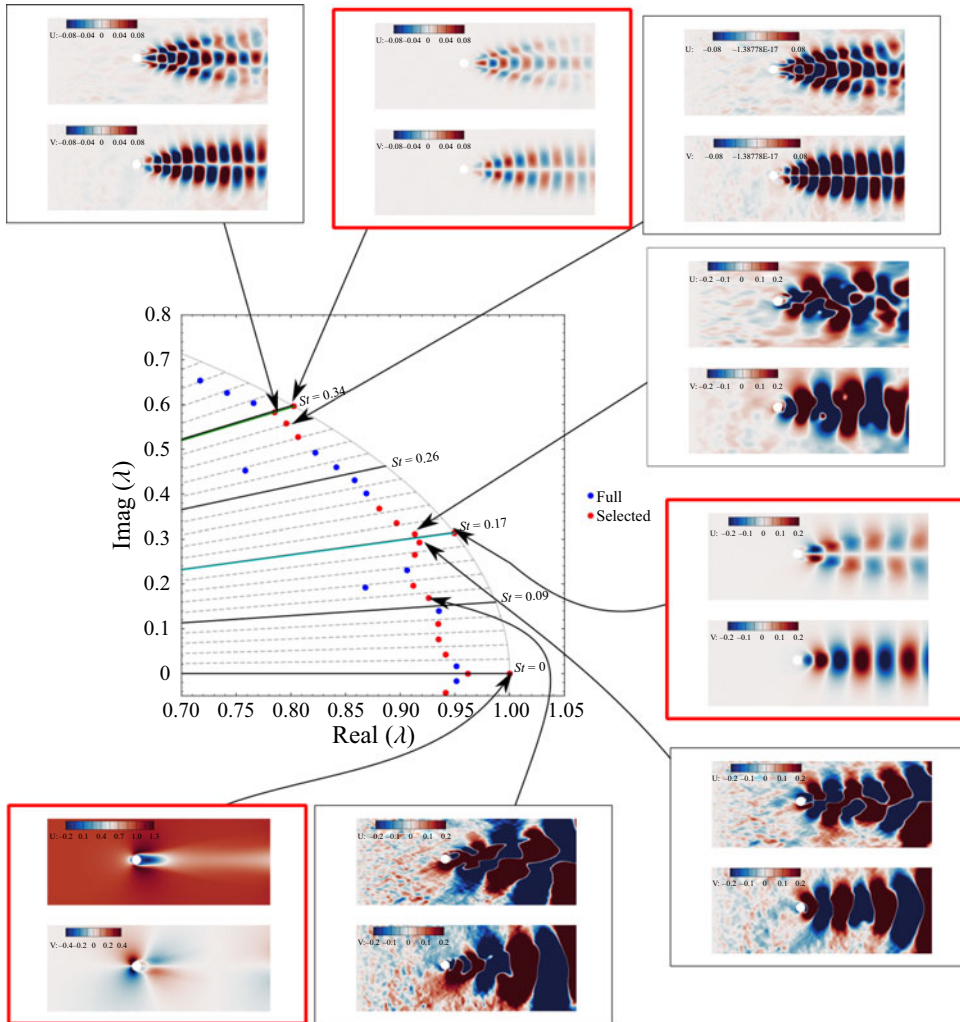 U: −0.08 −0.04 0 0.04 0.08
V: −0.08 −0.04 0 0.04 0.08
U: −0.08 −0.04 0 0.04 0.08
V: −0.08 −0.04 0 0.04 0.08
U: −0.08 −1.38778E-17 0.08
V: −0.08 −1.38778E-17 0.08
U: −0.2 −0.1 0 0.1 0.2
V: −0.2 −0.1 0 0.1 0.2
0.8
0.7
0.6
0.5
0.4
0.3
0.2
0.1
0
Imag (λ)
St = 0.34
St = 0.26
St = 0.17
St = 0.09
St = 0
0.70 0.75 0.80 0.85 0.90 0.95 1.00 1.05
Real (λ)
Full
Selected
U: −0.2 −0.1 0 0.1 0.2
V: −0.2 −0.1 0 0.1 0.2
U: −0.2 −0.1 0 0.1 0.2
V: −0.2 −0.1 0 0.1 0.2
U: −0.2 0.1 0.4 0.7 1.0 1.3
V: −0.4 −0.2 0 0.2 0.4
U: −0.2 −0.1 0 0.1 0.2
V: −0.2 −0.1 0 0.1 0.2